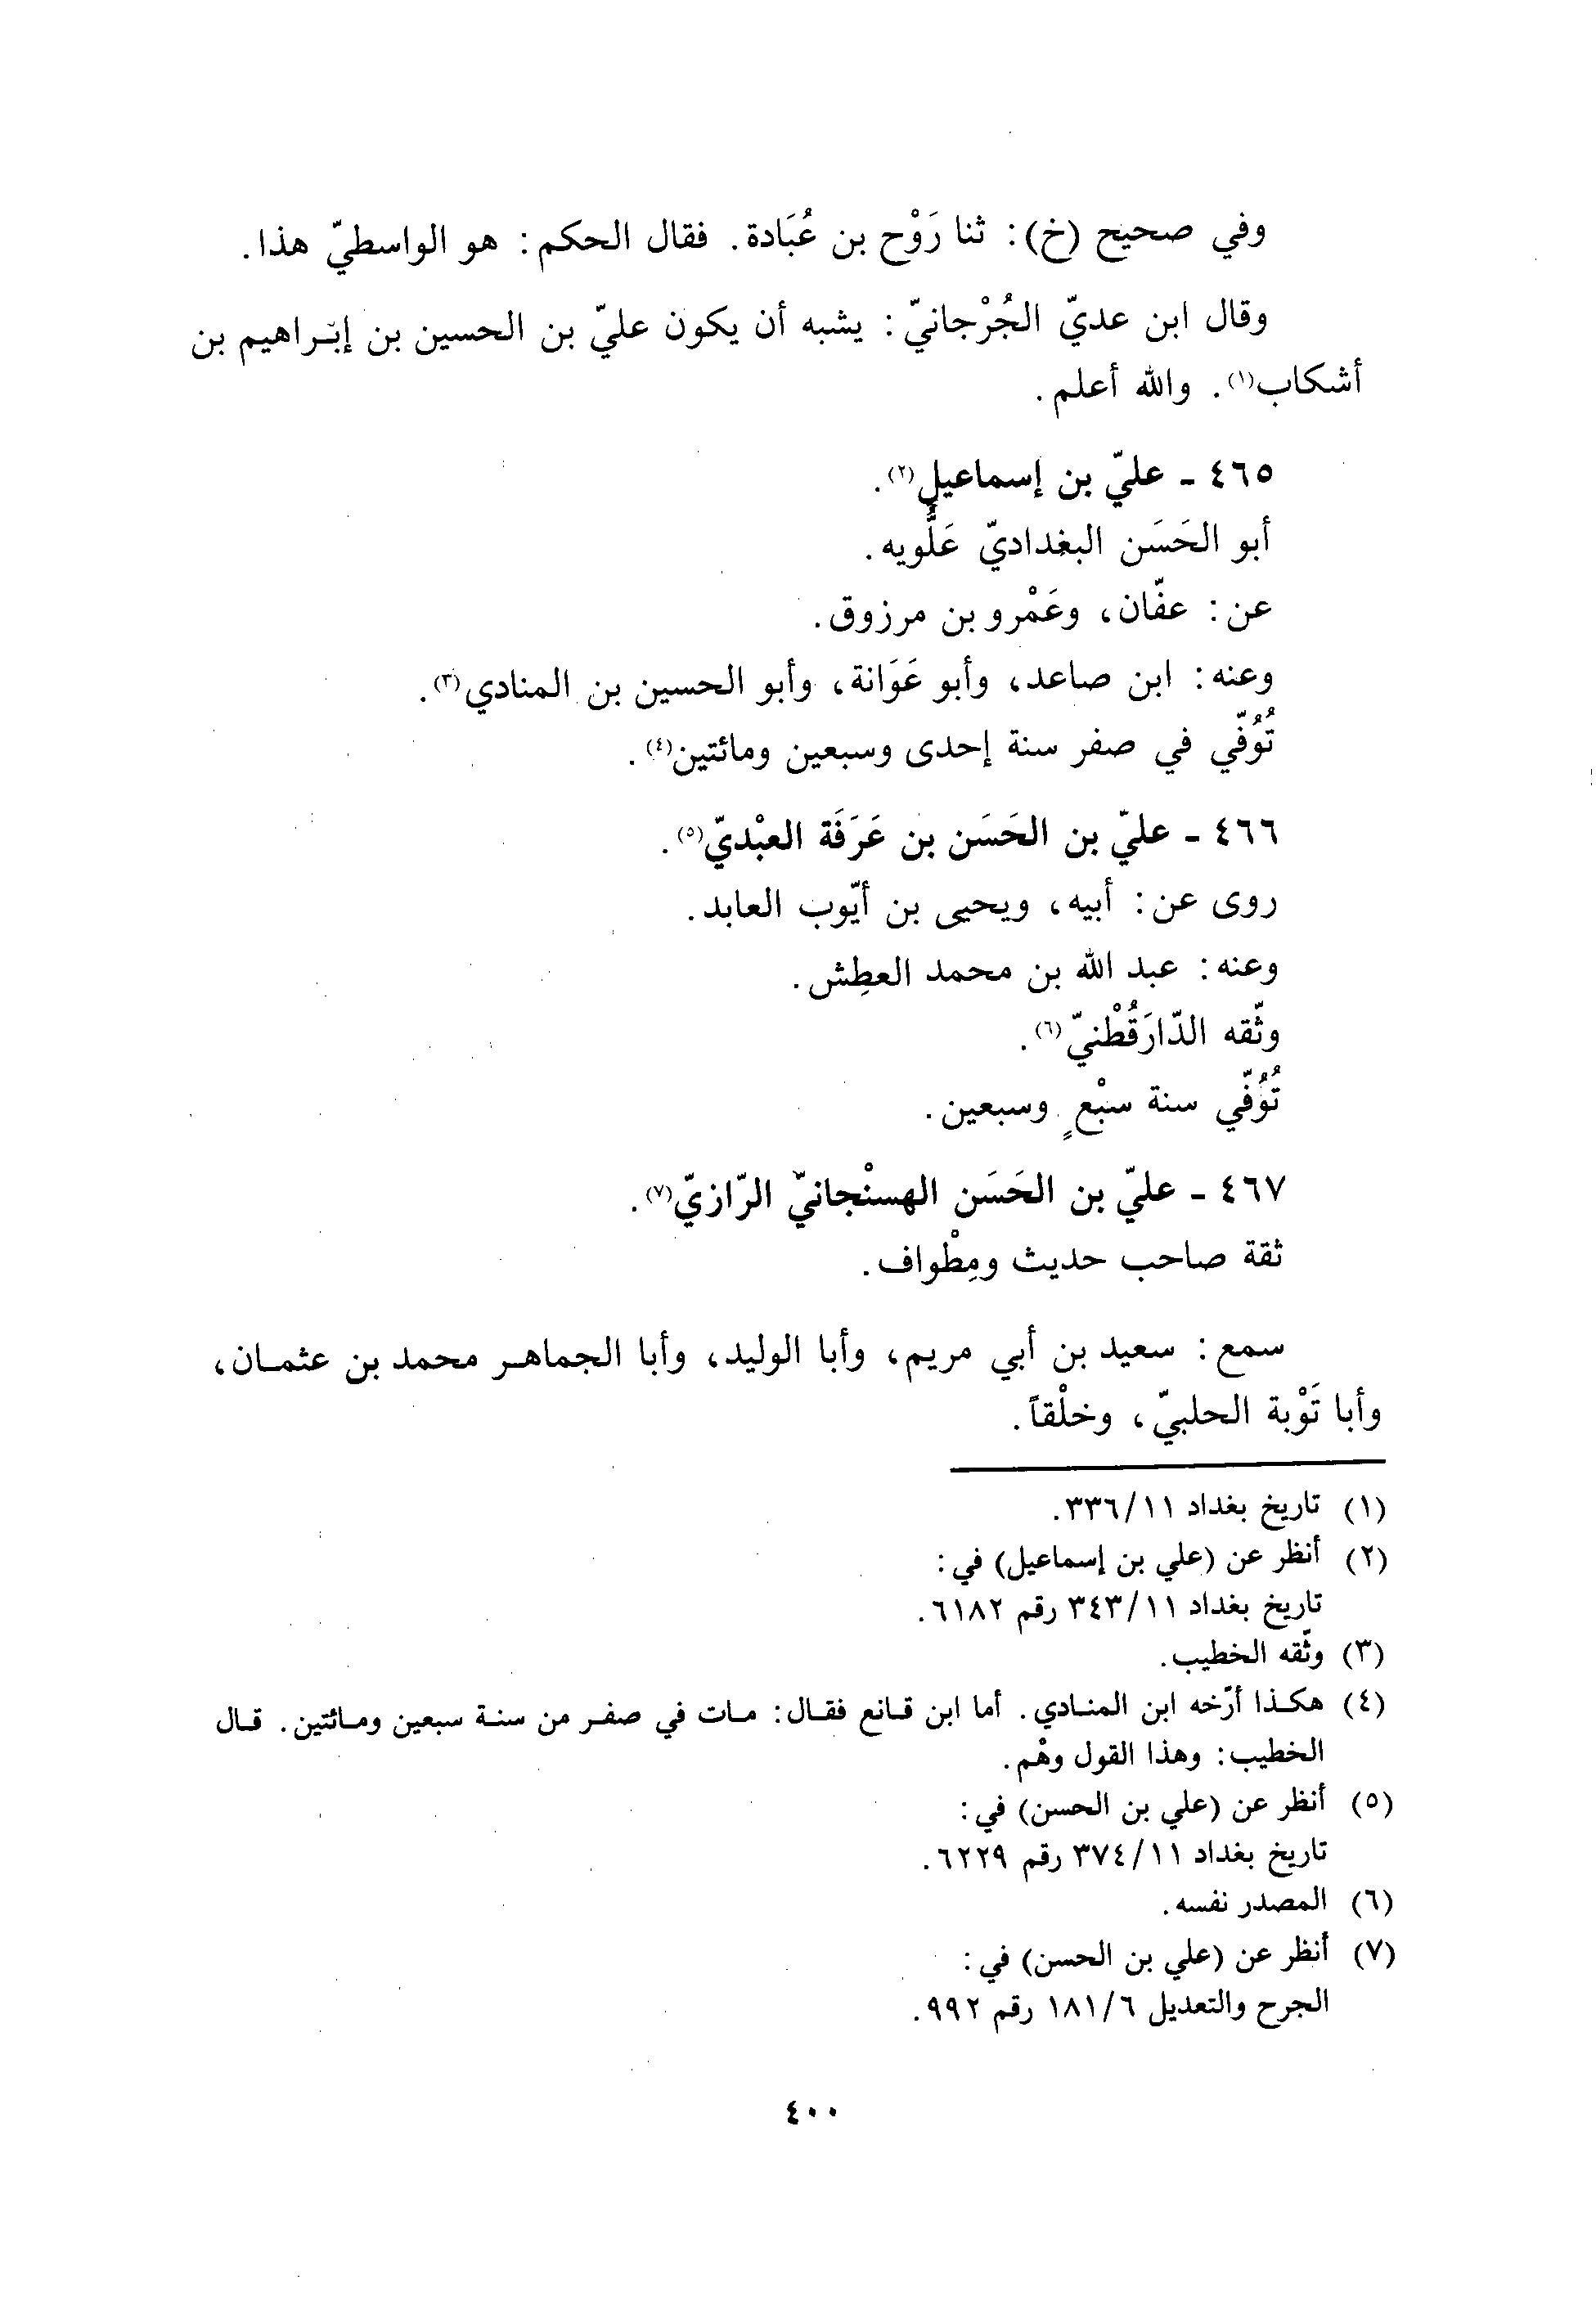 وفي صحيح (خ): ثنا رَوْح بن عُبَادة. فقال الحكم: هو الواسطيّ هذا.
وقال ابن عديّ الجُرْجانيّ: يشبه أن يكون عليّ بن الحسين بن إبـراهيم بن
أشكاب(١). والله أعلم.
٤٦٥ - عليّ بن إسماعيل(٢).
أبو الحَسَن البغداديّ عَلُّويه.
عن: عفّان، وعَمْرو بن مرزوق.
وعنه: ابن صاعد، وأبو عَوَانة، وأبو الحسين بن المنادي(٣).
تُوُفّي في صفر سنة إحدى وسبعين ومائتين(٤).
٤٦٦ - عليّ بن الحَسَن بن عَرَفَة العبْديّ(٥).
روى عن: أبيه، ويحيى بن أيّوب العابد.
وعنه: عبد الله بن محمد العطِش.
وثّقه الدّارَقُطْنيّ(٦).
تُوُفّي سنة سبْعٍ وسبعين.
٤٦٧ - عليّ بن الحَسَن الهسنْجانيّ الرّازيّ(٧).
ثقة صاحب حديث ومِطْواف.
سمع: سعيد بن أبي مريم، وأبا الوليد، وأبا الجماهـر محمد بن عثمـان،
وأبا تَوْبة الحلبيّ، وخلْقاً.
(١) تاريخ بغداد ٣٣٦/١١.
(٢) أنظر عن (علي بن إسماعيل) في:
تاريخ بغداد ٣٤٣/١١ رقم ٦١٨٢.
(٣) وثّقه الخطيب.
(٤) هكـذا أرّخه ابن المنـادي. أما ابن قـانع فقـال: مـات في صفـر من سنـة سبعين ومـائتين. قـال
الخطيب: وهذا القول وهْم.
(٥) أنظر عن (علي بن الحسن) في:
تاريخ بغداد ٣٧٤/١١ رقم ٦٢٢٩.
(٦) المصدر نفسه.
(٧) أنظر عن (علي بن الحسن) في:
الجرح والتعديل ١٨١/٦ رقم ٩٩٢.
٤٠٠